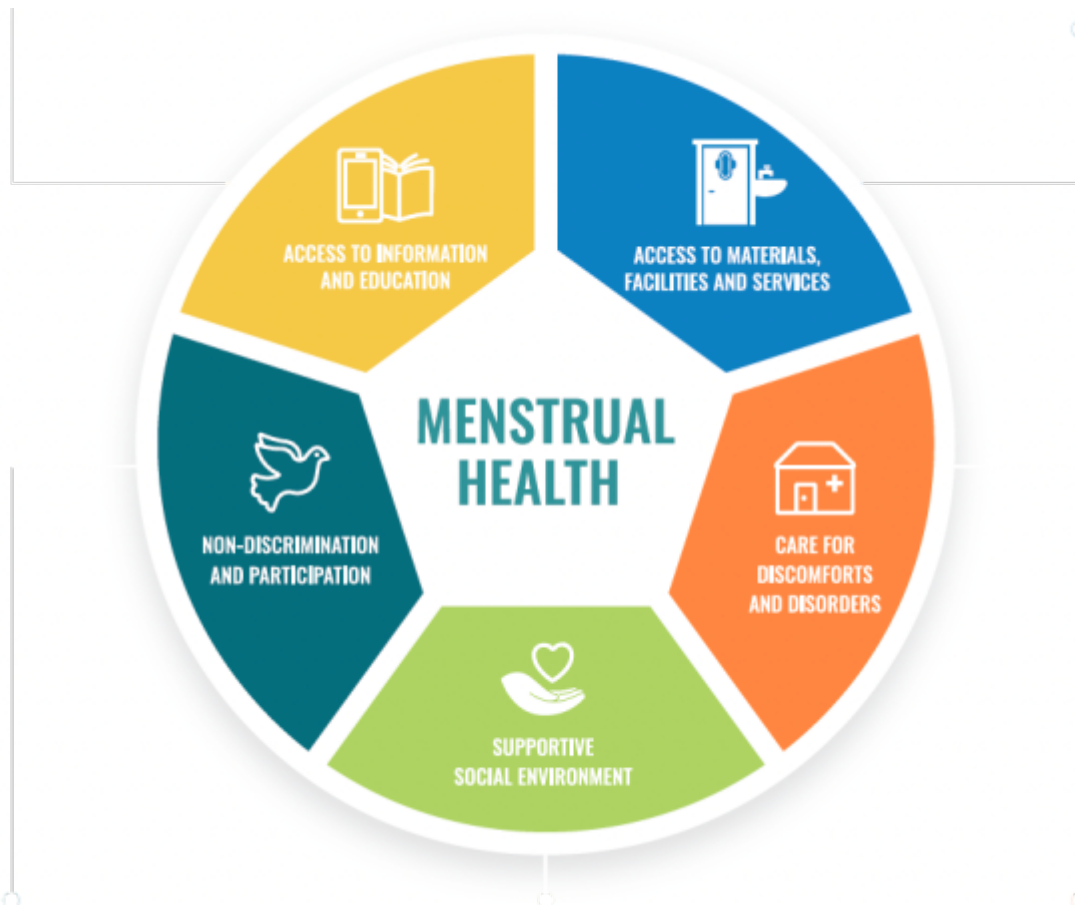 ACCESS TO INFORMATION
AND EDUCATION
ACCESS TO MATERIALS,
FACILITIES AND SERVICES
MENSTRUAL
HEALTH
NON-DISCRIMINATION
AND PARTICIPATION
CARE FOR
DISCOMFORTS
AND DISORDERS
SUPPORTIVE
SOCIAL ENVIRONMENT